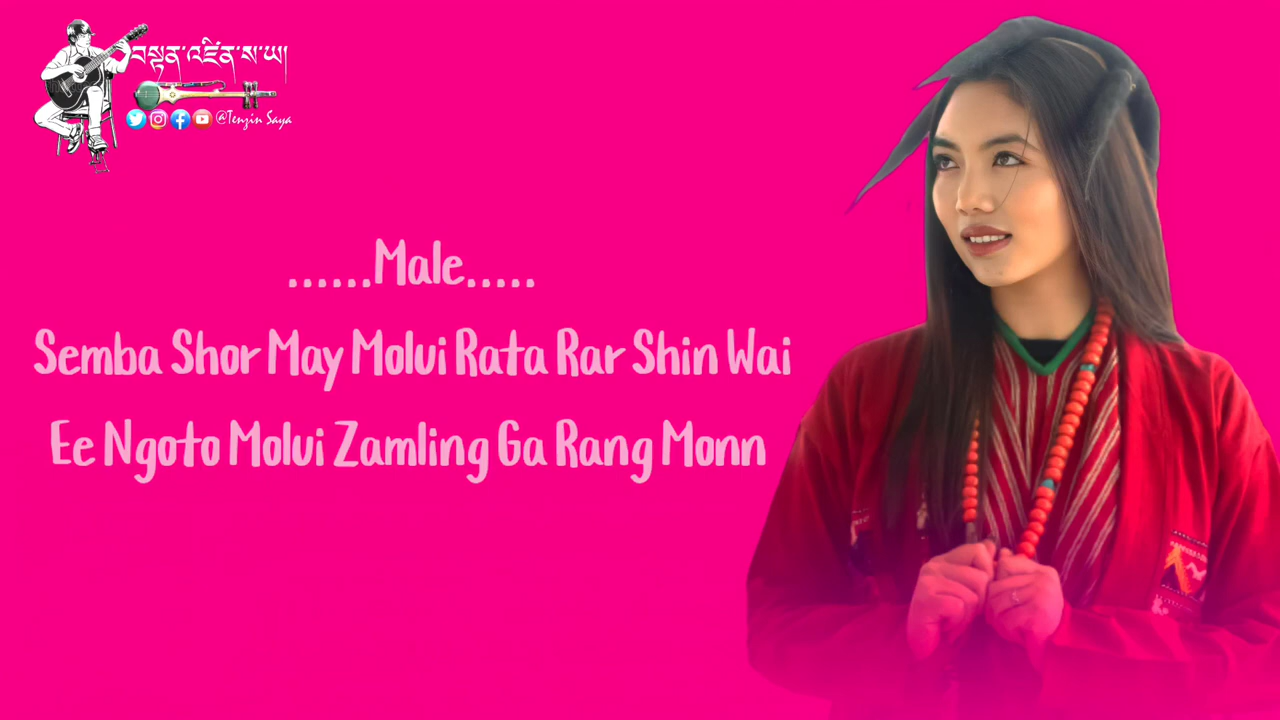 བསྟན་འཛིན་ས་ཡ།
@Tenzin Saya
......Male.....
Semba Shor May Molui Rata Rar Shin Wai
Ee Ngoto Molui Zamling Ga Rang Monn